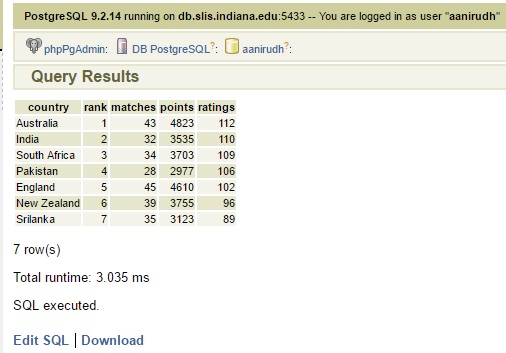 PostgreSQL 9.2.14 running on db.slis.indiana.edu:5433 -- You are logged in as user "aanirudh"
phpPgAdmin: DB PostgreSQL?: aanirudh?:
Query Results
country rank matches points ratings
Australia 1 43 4823 112
India 2 32 3535 110
South Africa 3 34 3703 109
Pakistan 4 28 2977 106
England 5 45 4610 102
New Zealand 6 39 3755 96
Srilanka 7 35 3123 89
7 row(s)
Total runtime: 3.035 ms
SQL executed.
Edit SQL | Download